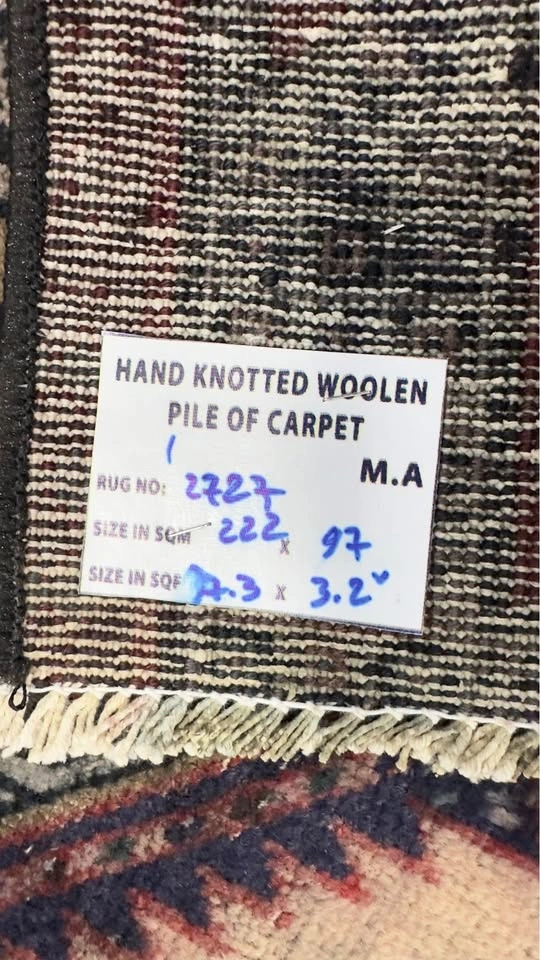 HAND KNOTTED WOOLEN
PILE OF CARPET
M.A
RUG NO: 2727
SIZE IN SQM 222 x 97
SIZE IN SQF 7.3 x 3.2